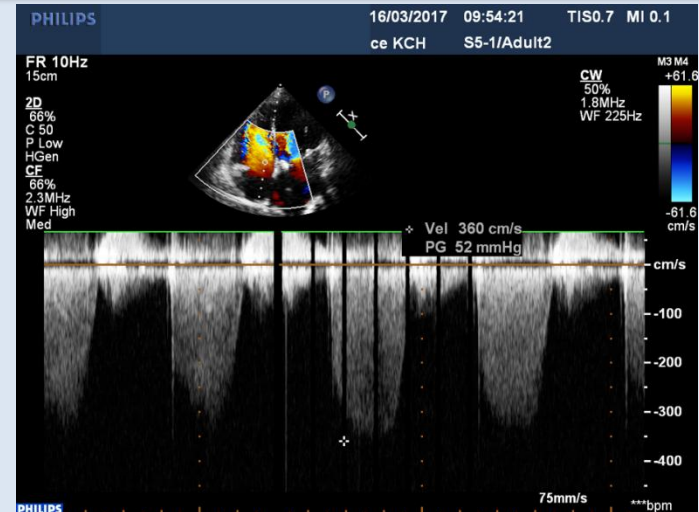 PHILIPS
16/03/2017 09:54:21 TIS0.7 MI 0.1
ce KCH S5-1/Adult2
FR 10Hz
15cm
2D
66%
C 50
P Low
HGen
CF
66%
2.3MHz
WF High
Med
P
X
CW
50%
1.8MHz
WF 225Hz
M3 M4
+61.6
-61.6
cm/s
Vel 360 cm/s
PG 52 mmHg
cm/s
-100
-200
-300
-400
75mm/s
***bpm
PHILIPS